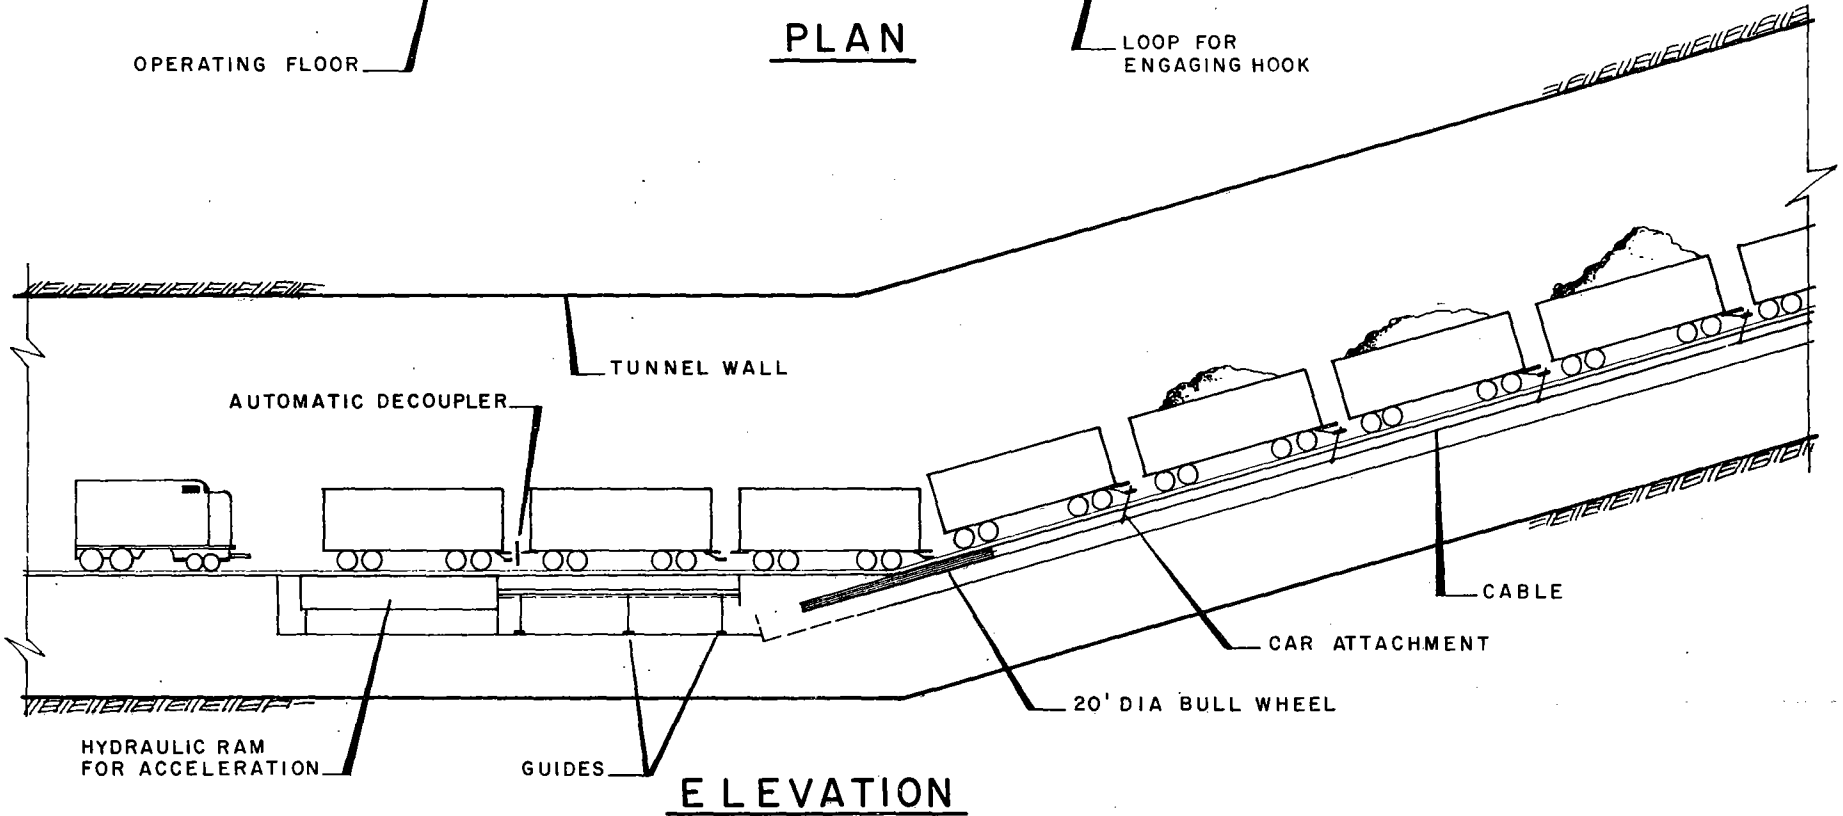 OPERATING FLOOR
PLAN
LOOP FOR
ENGAGING HOOK
TUNNEL WALL
AUTOMATIC DECOUPLER
CABLE
CAR ATTACHMENT
20' DIA BULL WHEEL
HYDRAULIC RAM
FOR ACCELERATION
GUIDES
ELEVATION